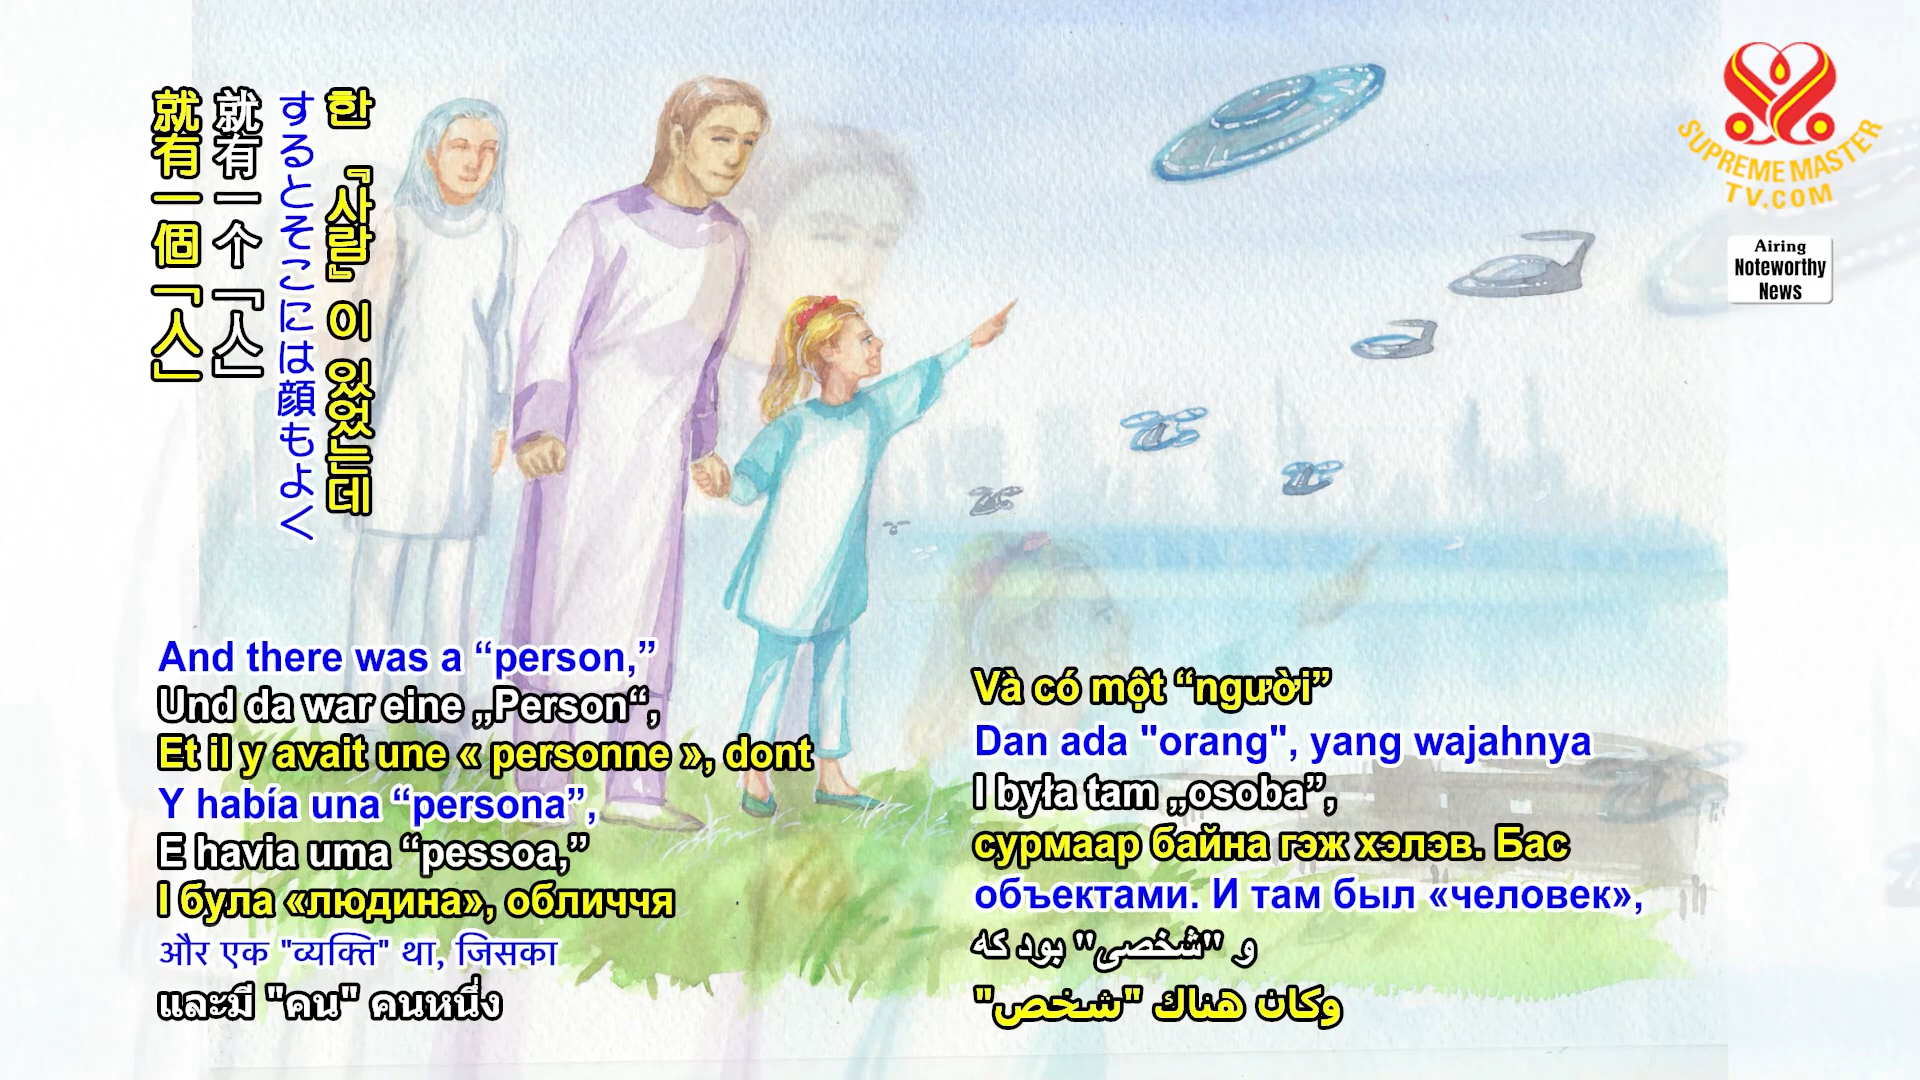 就有一個「人」
就有一个「人」
するとそこには顔もよく
한 『사람』이 있었는데
SUPREME MASTER
TV.COM
Airing
Noteworthy
News
And there was a “person,”
Und da war eine „Person“,
Et il y avait une « personne », dont
Y había una “persona”,
E havia uma “pessoa,”
І була «людина», обличчя
और एक "व्यक्ति" था, जिसका
และมี "คน" คนหนึ่ง
Và có một “người”
Dan ada "orang", yang wajahnya
I była tam „osoba”,
сурмаар байна гэж хэлэв. Бас
объектами. И там был «человек»,
و "شخصی" بود که
وكان هناك "شخص"